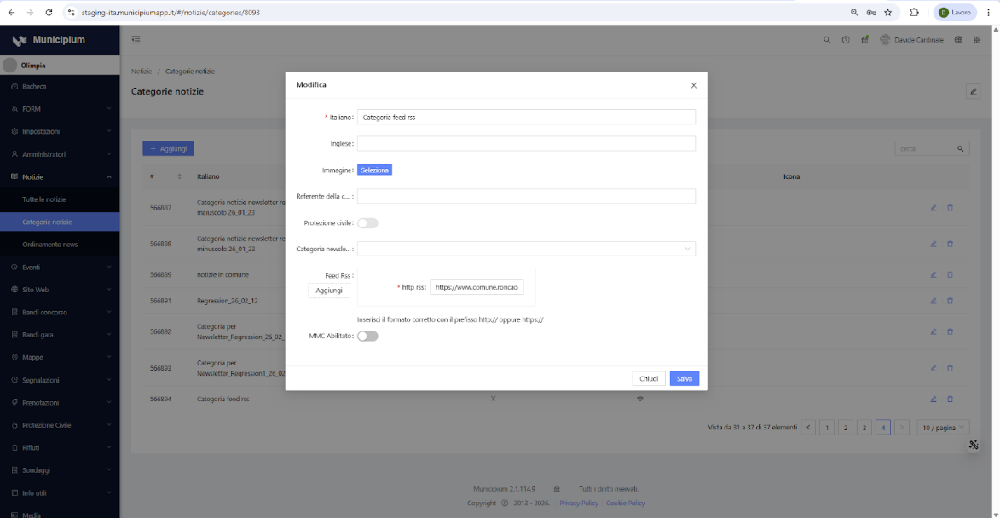 staging-ita.municipiumapp.it/#/notizie/categories/8093
Lavoro
Municipium
Davide Cardinale
Olimpia
Bacheca
FORM
Impostazioni
Amministratori
Notizie
Tutte le notizie
Categorie notizie
Ordinamento news
Eventi
Sito Web
Bandi concorso
Bandi gara
Mappe
Segnalazioni
Prenotazioni
Protezione Civile
Rifiuti
Sondaggi
Info utili
Media
Notizie / Categorie notizie
Categorie notizie
+ Aggiungi
cerca
# Italiano Icona
566887 Categoria notizie newsletter re
maiuscolo 26_01_23
566888 Categoria notizie newsletter re
minuscolo 26_01_23
566889 notizie in comune
566891 Regression_26_02_12
566892 Categoria per
Newsletter_Regression_26_02_
566893 Categoria per
Newsletter_Regression1_26_02
566894 Categoria feed rss
Vista da 31 a 37 di 37 elementi < 1 2 3 4 > 10 / pagina
Modifica
* Italiano: Categoria feed rss
Inglese:
Immagine: Seleziona
Referente della c... :
Protezione civile:
Categoria newsle... :
Feed Rss :
Aggiungi
* http rss: https://www.comune.roncad
Inserisci il formato corretto con il prefisso http:// oppure https://
MMC Abilitato:
Chiudi Salva
Municipium 2.1.114.9 Tutti i diritti riservati.
Copyright © 2013 - 2026. Privacy Policy Cookie Policy